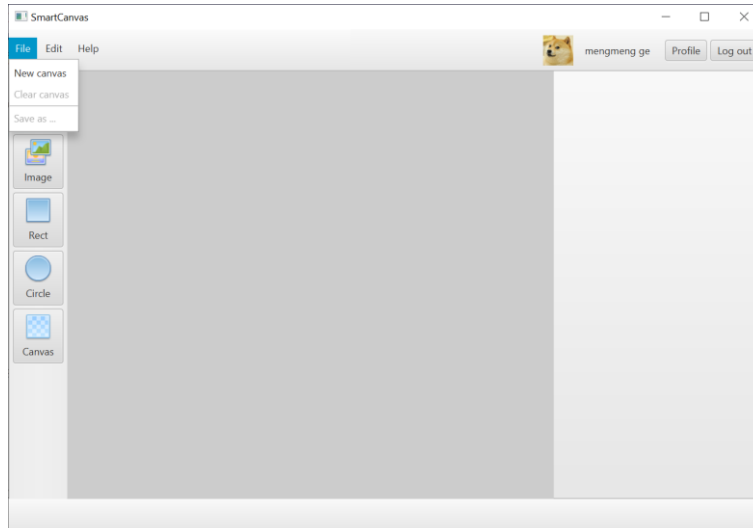 SmartCanvas
File Edit Help
mengmeng ge
Profile
Log out
New canvas
Clear canvas
Save as ...
Image
Rect
Circle
Canvas